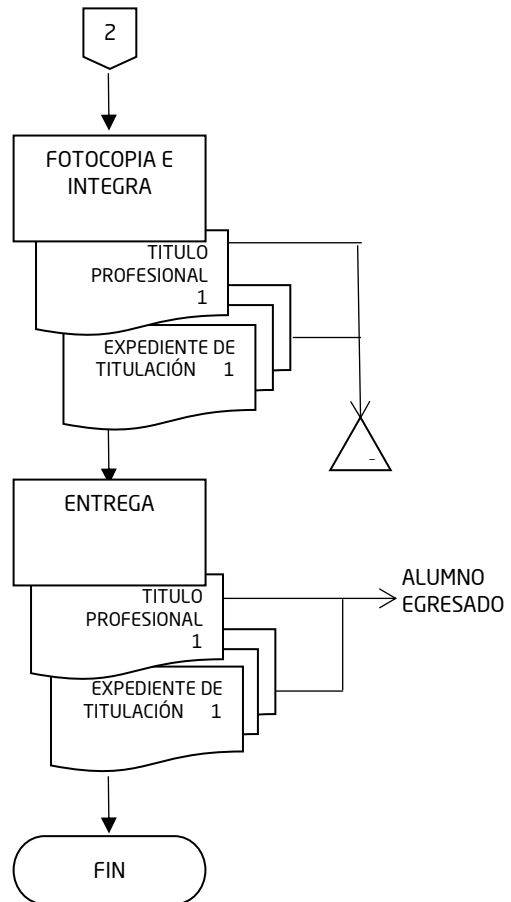 2
FOTOCOPIA E
INTEGRA
TITULO
PROFESIONAL
1
EXPEDIENTE DE
TITULACIÓN 1
-
ENTREGA
TITULO
PROFESIONAL
1
EXPEDIENTE DE
TITULACIÓN 1
ALUMNO
EGRESADO
FIN